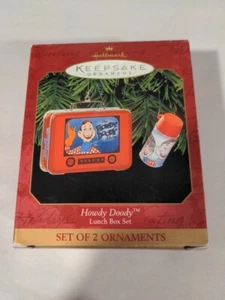 Hallmark
KEEPSAKE
ORNAMENT
HOWDY
DOODY
Howdy Doody™
Lunch Box Set
SET OF 2 ORNAMENTS